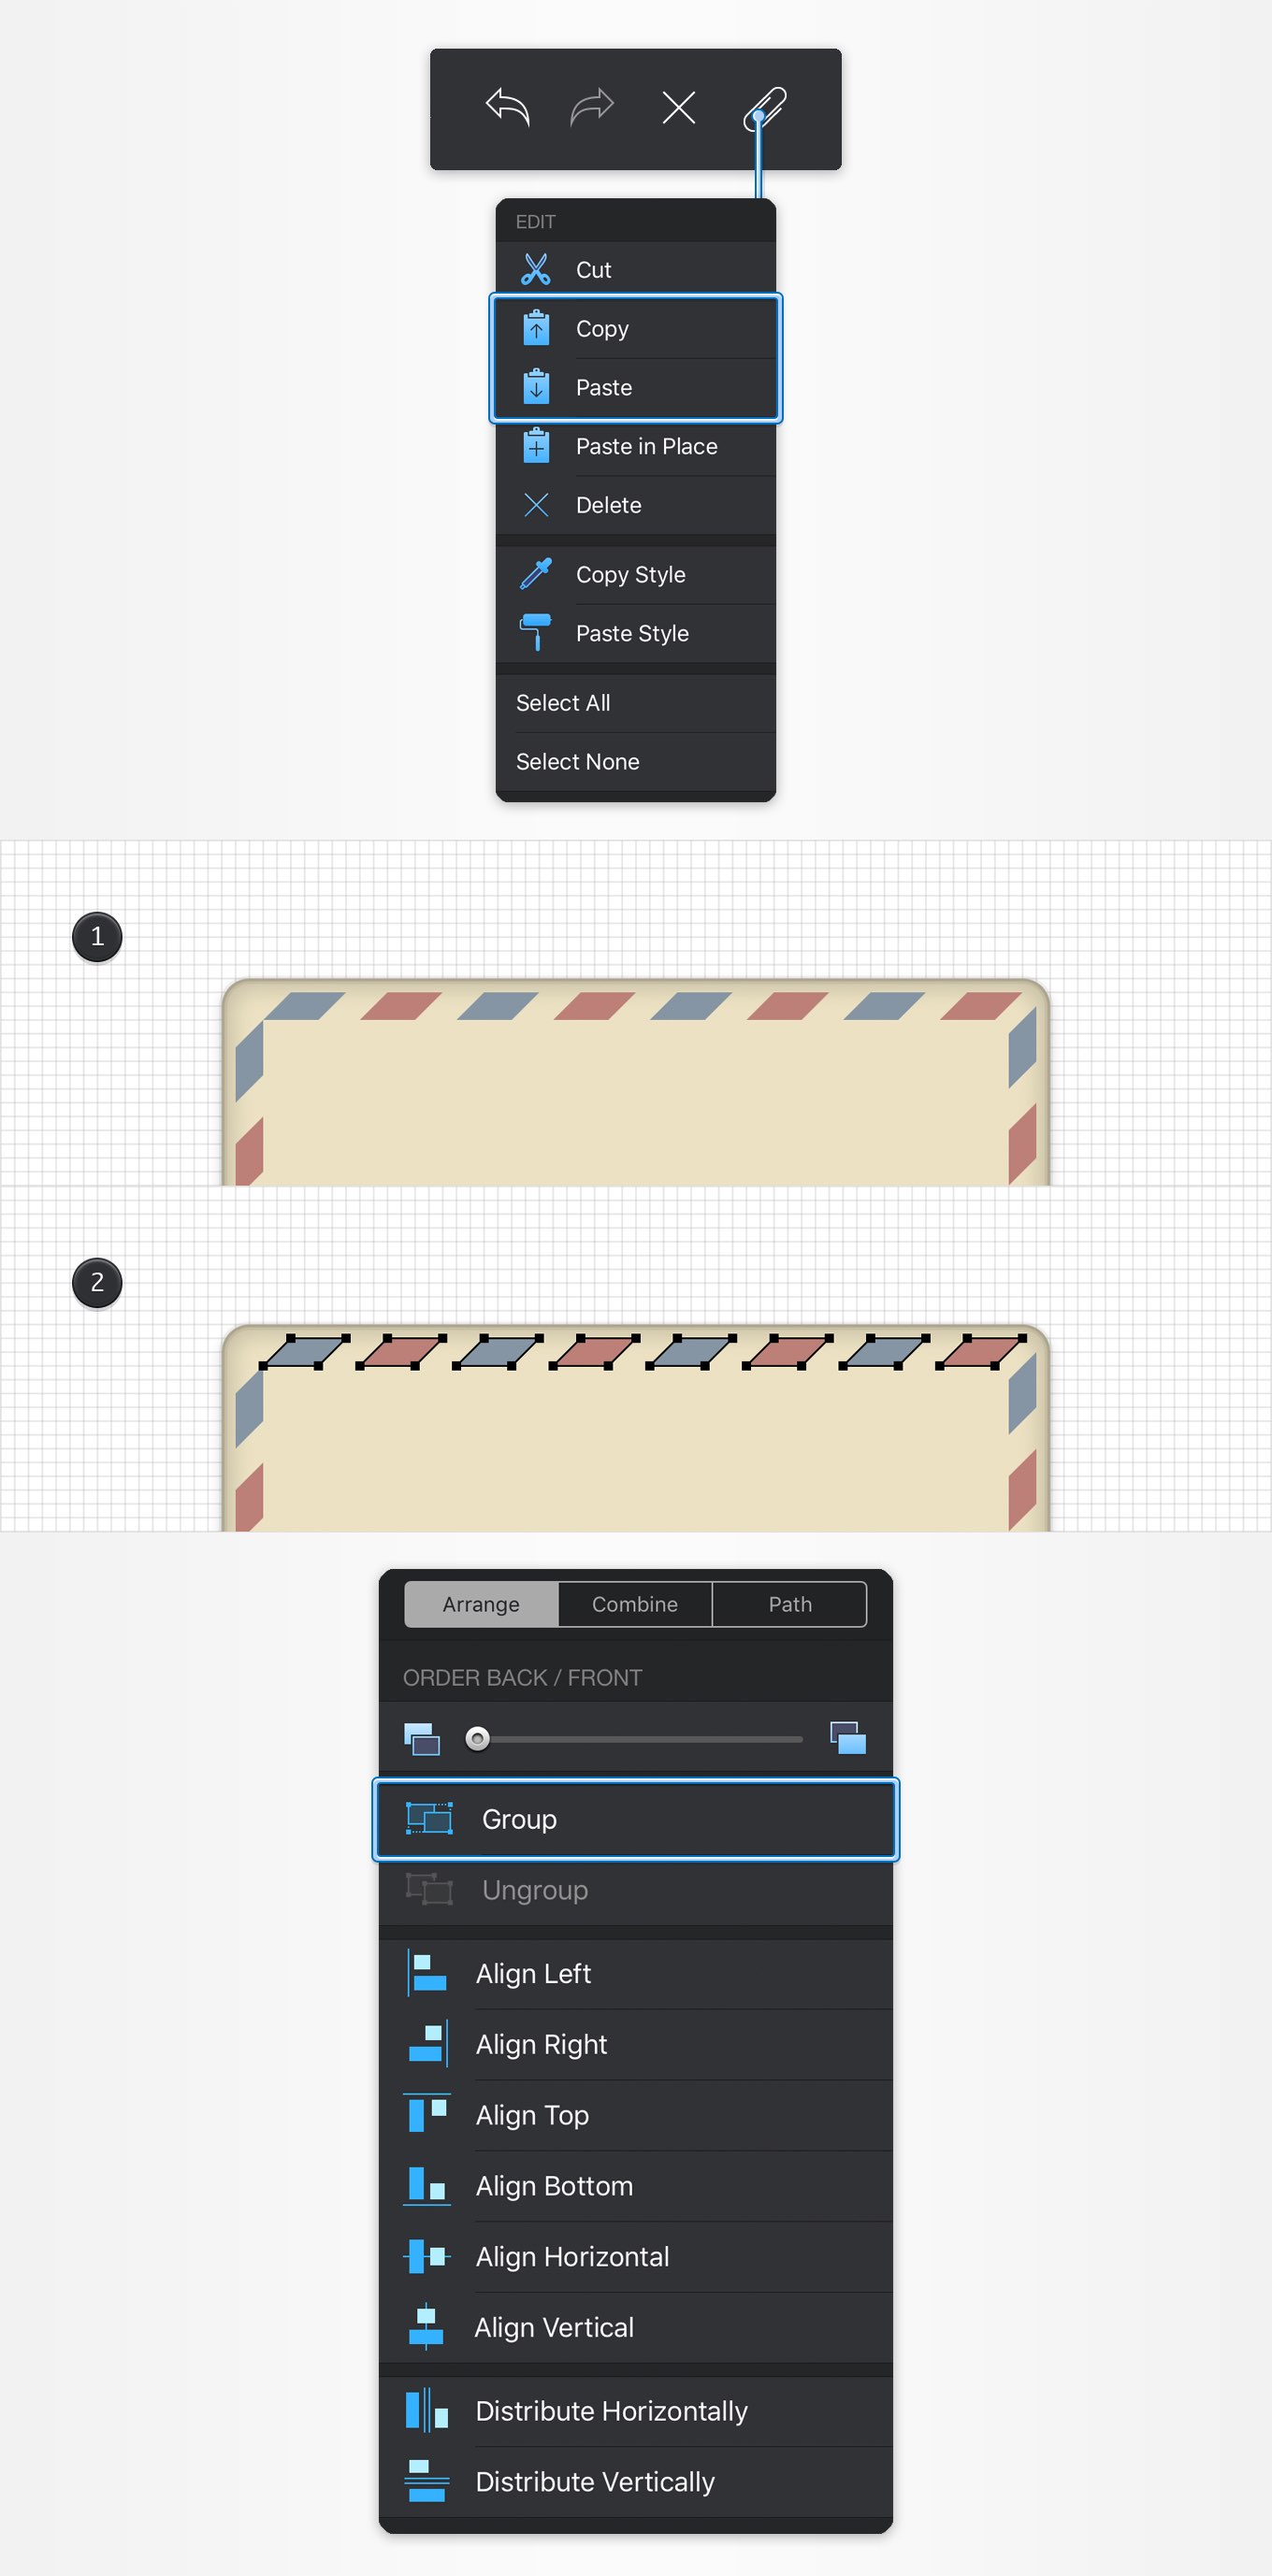 EDIT
Cut
Copy
Paste
Paste in Place
Delete
Copy Style
Paste Style
Select All
Select None
1
2
Arrange Combine Path
ORDER BACK / FRONT
Group
Ungroup
Align Left
Align Right
Align Top
Align Bottom
Align Horizontal
Align Vertical
Distribute Horizontally
Distribute Vertically